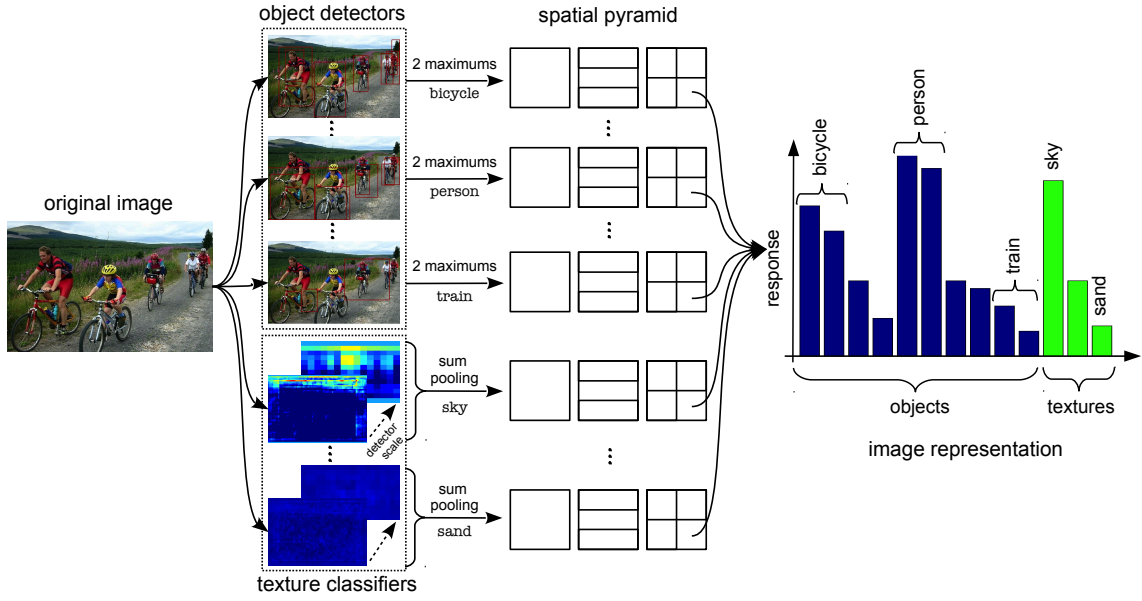 object detectors
spatial pyramid
2 maximums
bicycle
2 maximums
person
2 maximums
train
original image
sum
pooling
sky
detector
scale
sum
pooling
sand
texture classifiers
response
bicycle
person
train
sky
sand
objects
textures
image representation